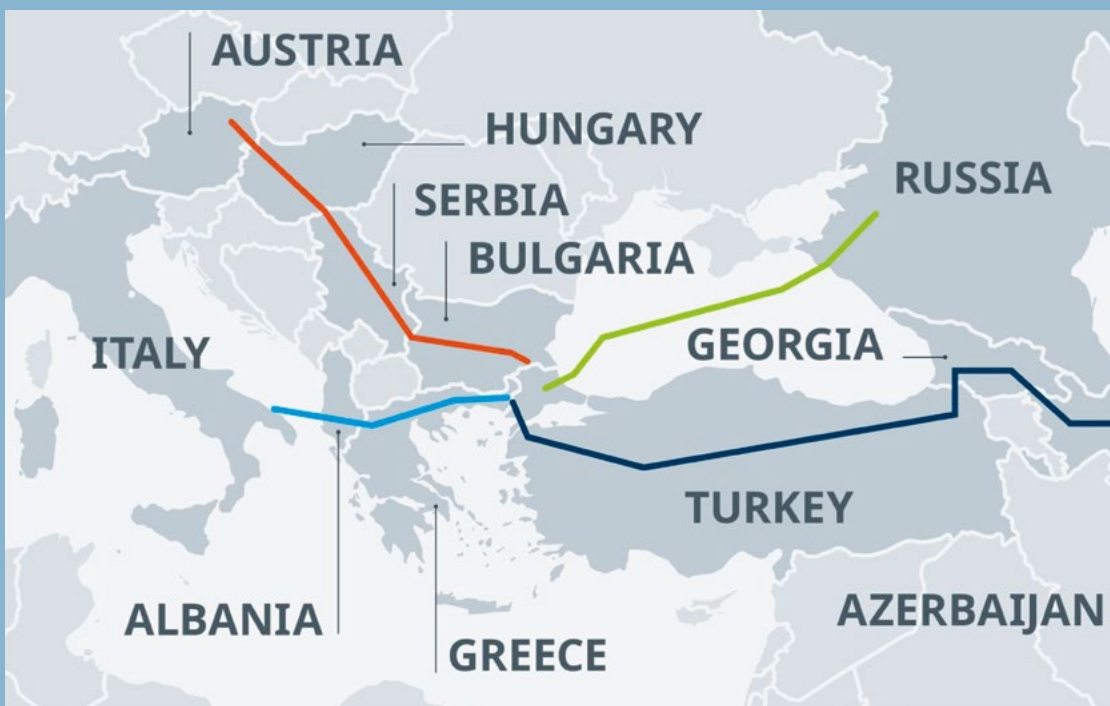 AUSTRIA
HUNGARY
RUSSIA
SERBIA
BULGARIA
ITALY
GEORGIA
TURKEY
ALBANIA
AZERBAIJAN
GREECE